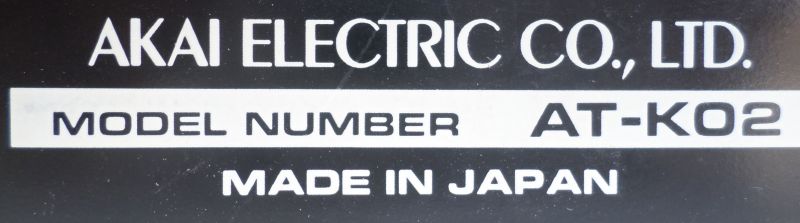 AKAI ELECTRIC CO., LTD.
MODEL NUMBER AT-K02
MADE IN JAPAN